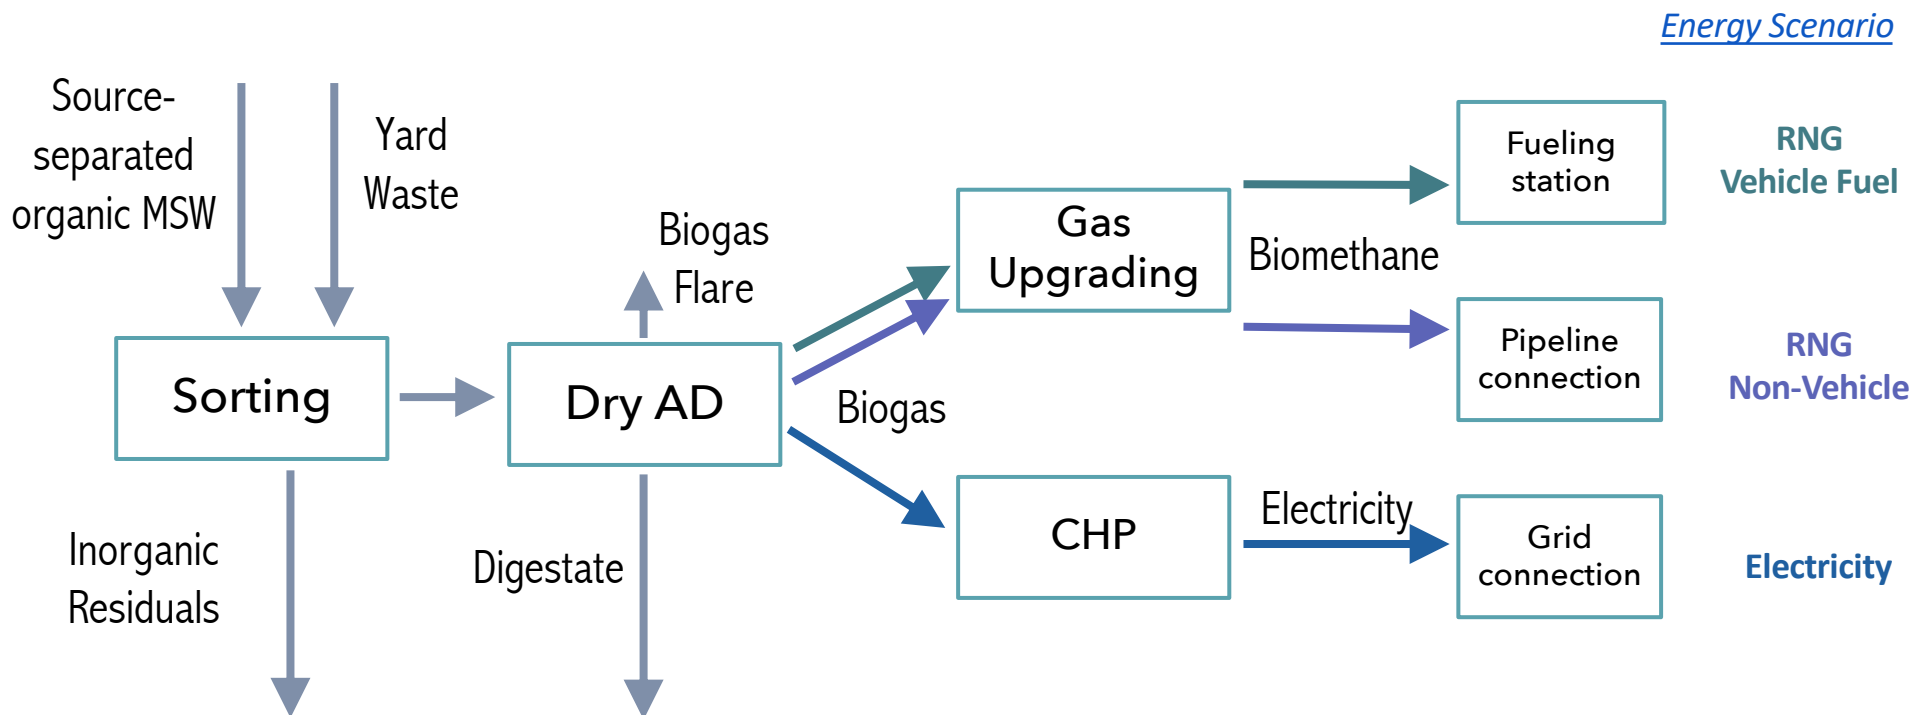 Energy Scenario
Source-
separated
organic MSW
Yard
Waste
Biogas
Flare
Sorting
Dry AD
Inorganic
Residuals
Digestate
Biogas
Gas
Upgrading
CHP
Biomethane
Electricity
Fueling
station
RNG
Vehicle Fuel
Pipeline
connection
RNG
Non-Vehicle
Grid
connection
Electricity